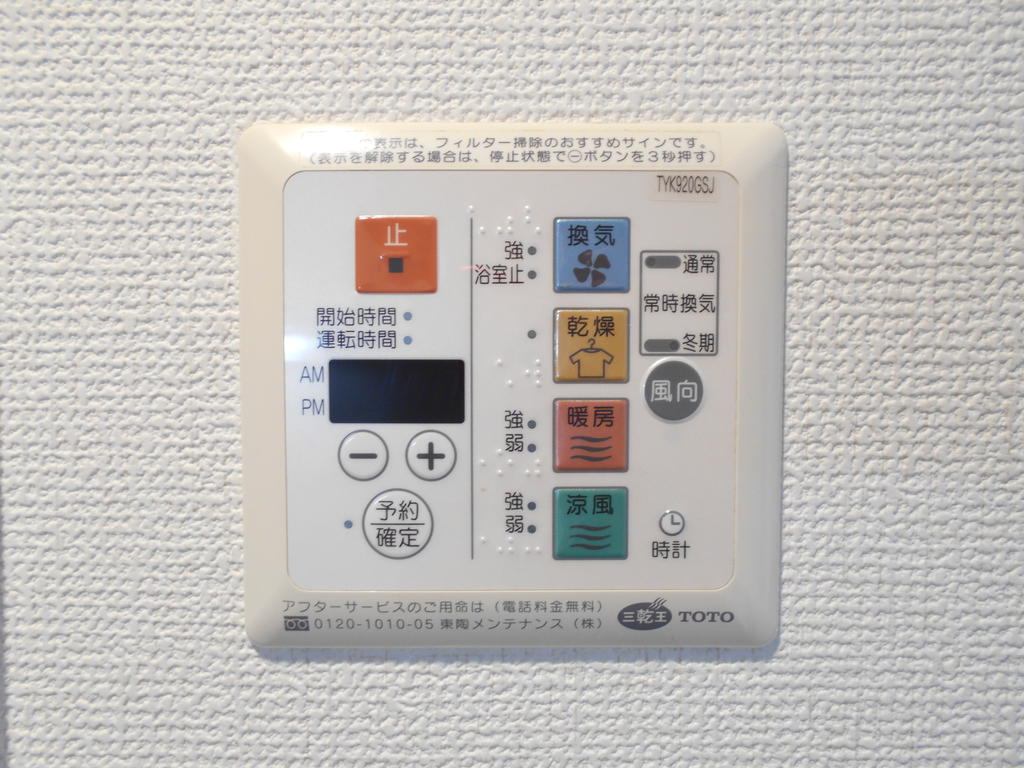 表示は、フィルター掃除のおすすめサインです。
(表示を解除する場合は、停止状態で⊖ボタンを3秒押す)
TYK920GSJ
止
開始時間
運転時間
AM
PM
−
+
予約
確定
強
浴室止
換気
乾燥
強
弱
暖房
強
弱
涼風
通常
常時換気
冬期
風向
時計
アフターサービスのご用命は(電話料金無料)
0120-1010-05 東陶メンテナンス(株)
三乾王 TOTO